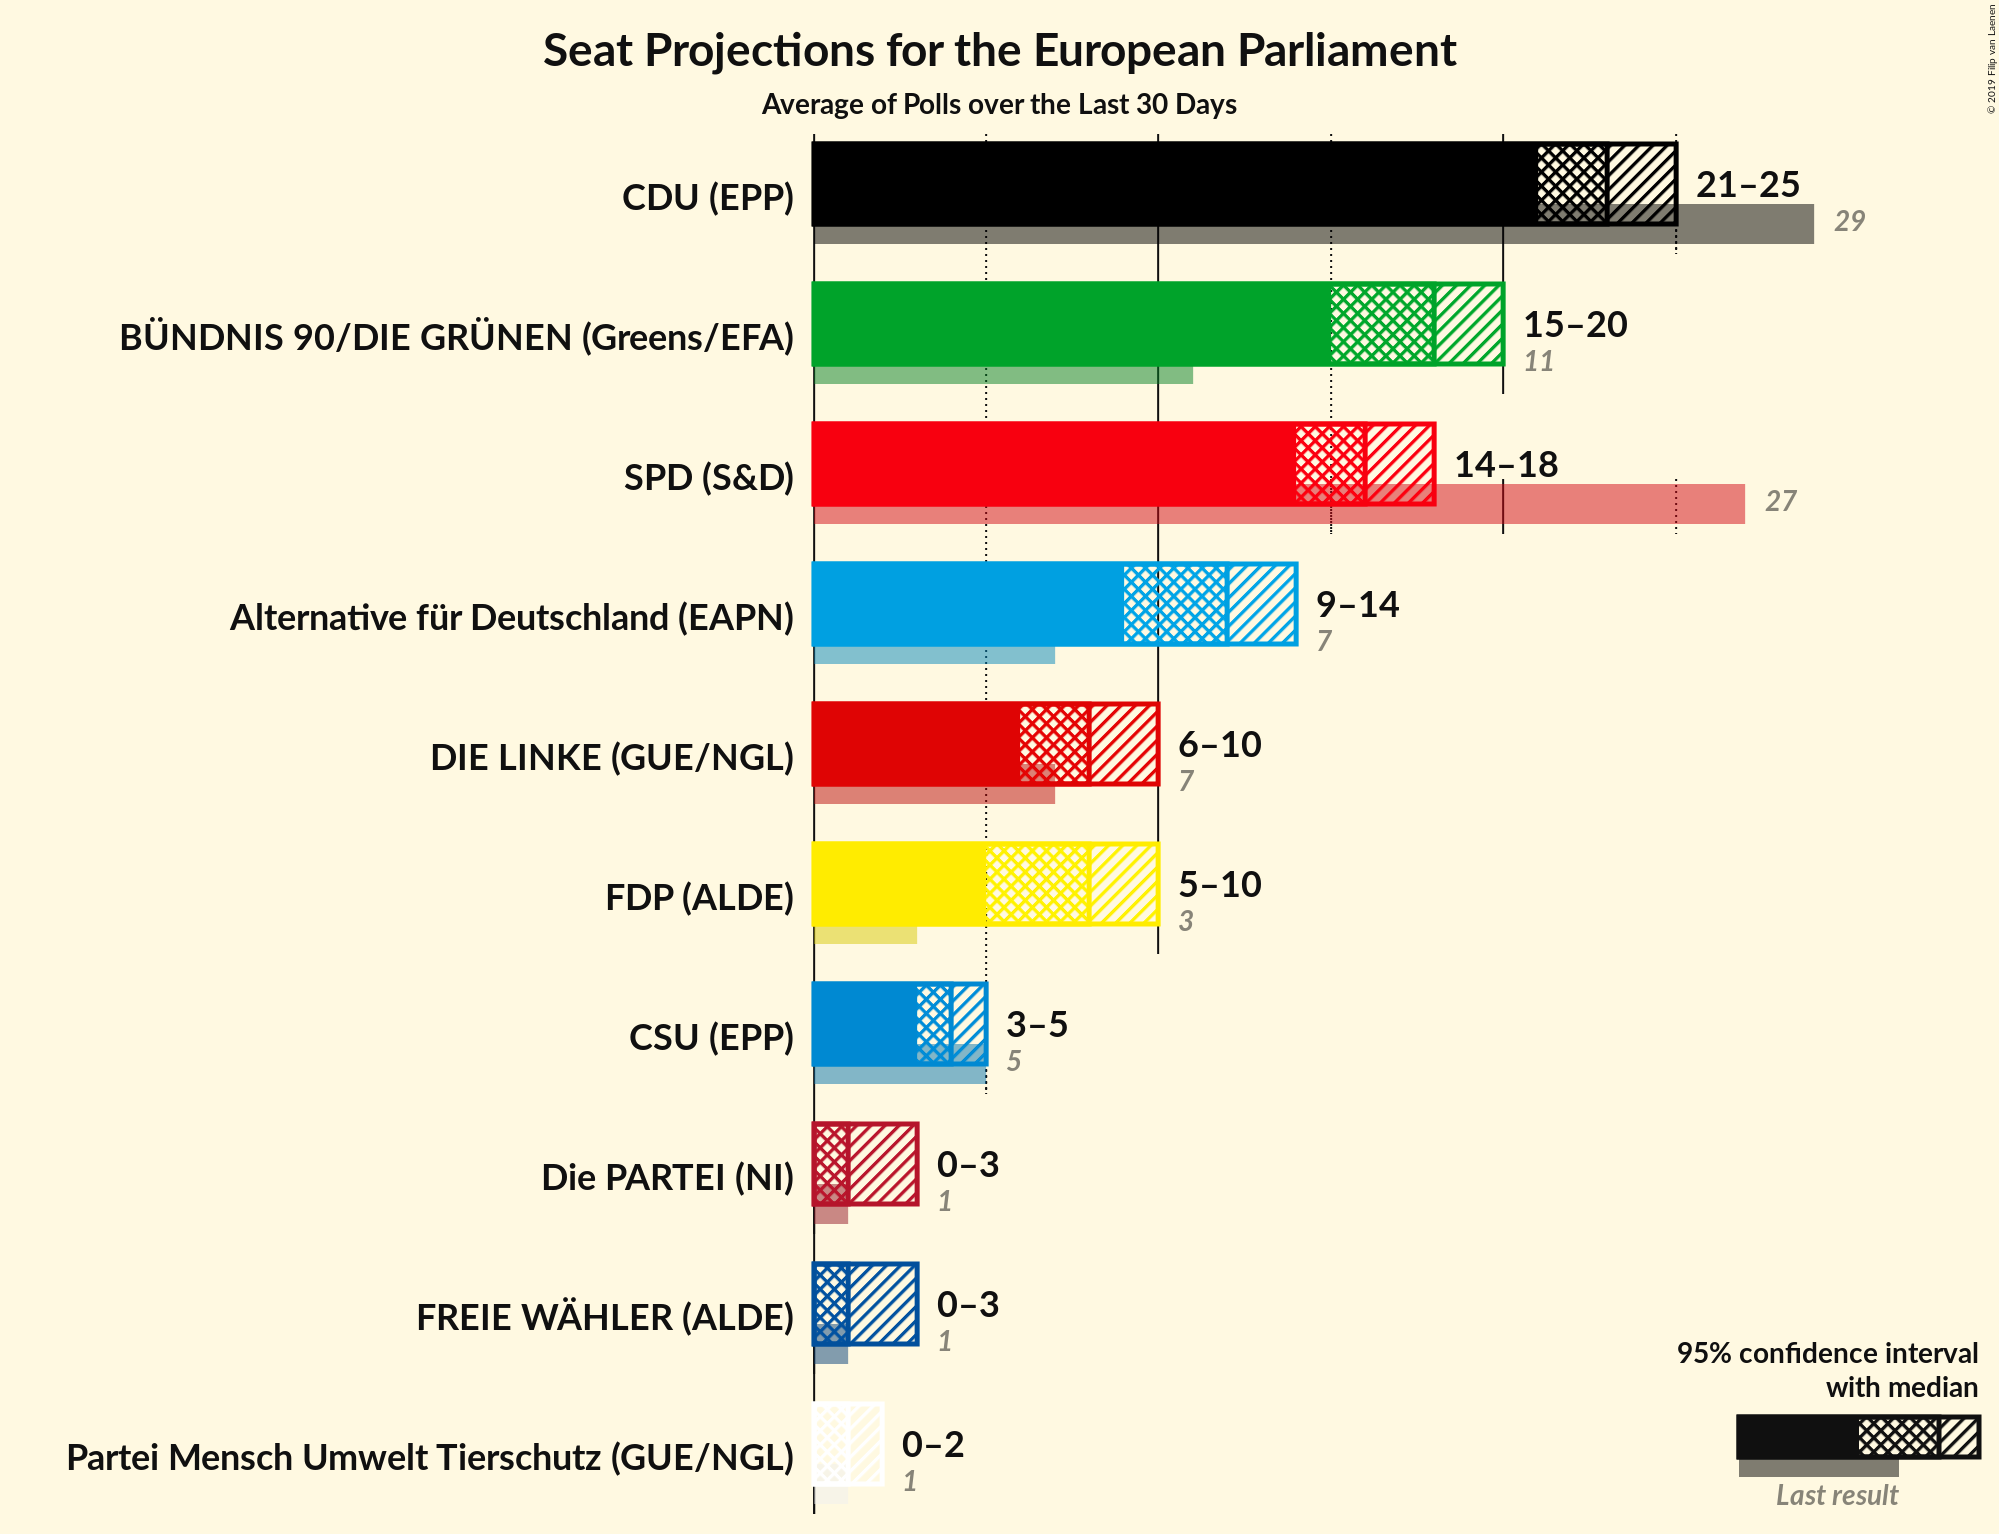 Seat Projections for the European Parliament
Average of Polls over the Last 30 Days
© 2019 Filip van Laenen
CDU (EPP)
21–25
29
BÜNDNIS 90/DIE GRÜNEN (Greens/EFA)
15–20
11
SPD (S&D)
14–18
27
Alternative für Deutschland (EAPN)
9–14
7
DIE LINKE (GUE/NGL)
6–10
7
FDP (ALDE)
5–10
3
CSU (EPP)
3–5
5
Die PARTEI (NI)
0–3
1
FREIE WÄHLER (ALDE)
0–3
1
Partei Mensch Umwelt Tierschutz (GUE/NGL)
0–2
1
95% confidence interval
with median
Last result